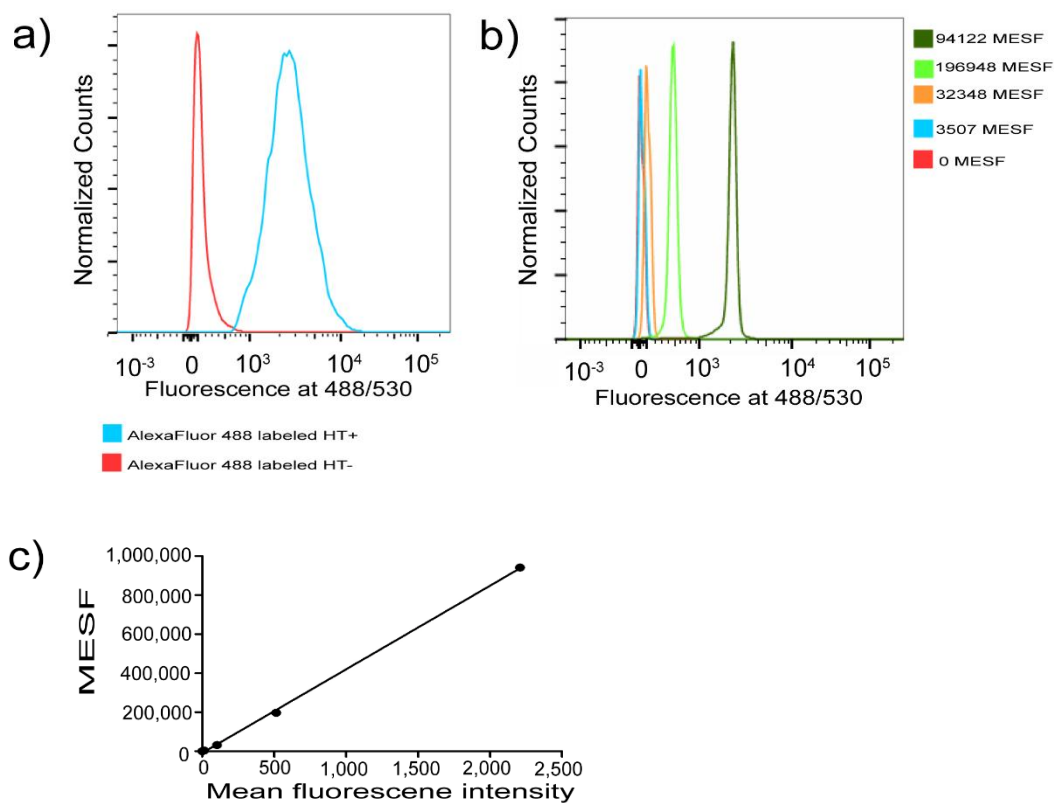 a)
Normalized Counts
10-3 0 10³ 10⁴ 10⁵
Fluorescence at 488/530
AlexaFluor 488 labeled HT+
AlexaFluor 488 labeled HT-
b)
Normalized Counts
10-3 0 10³ 10⁴ 10⁵
Fluorescence at 488/530
94122 MESF
196948 MESF
32348 MESF
3507 MESF
0 MESF
c)
MESF
1,000,000
800,000
600,000
400,000
200,000
0
0 500 1,000 1,500 2,000 2,500
Mean fluorescene intensity